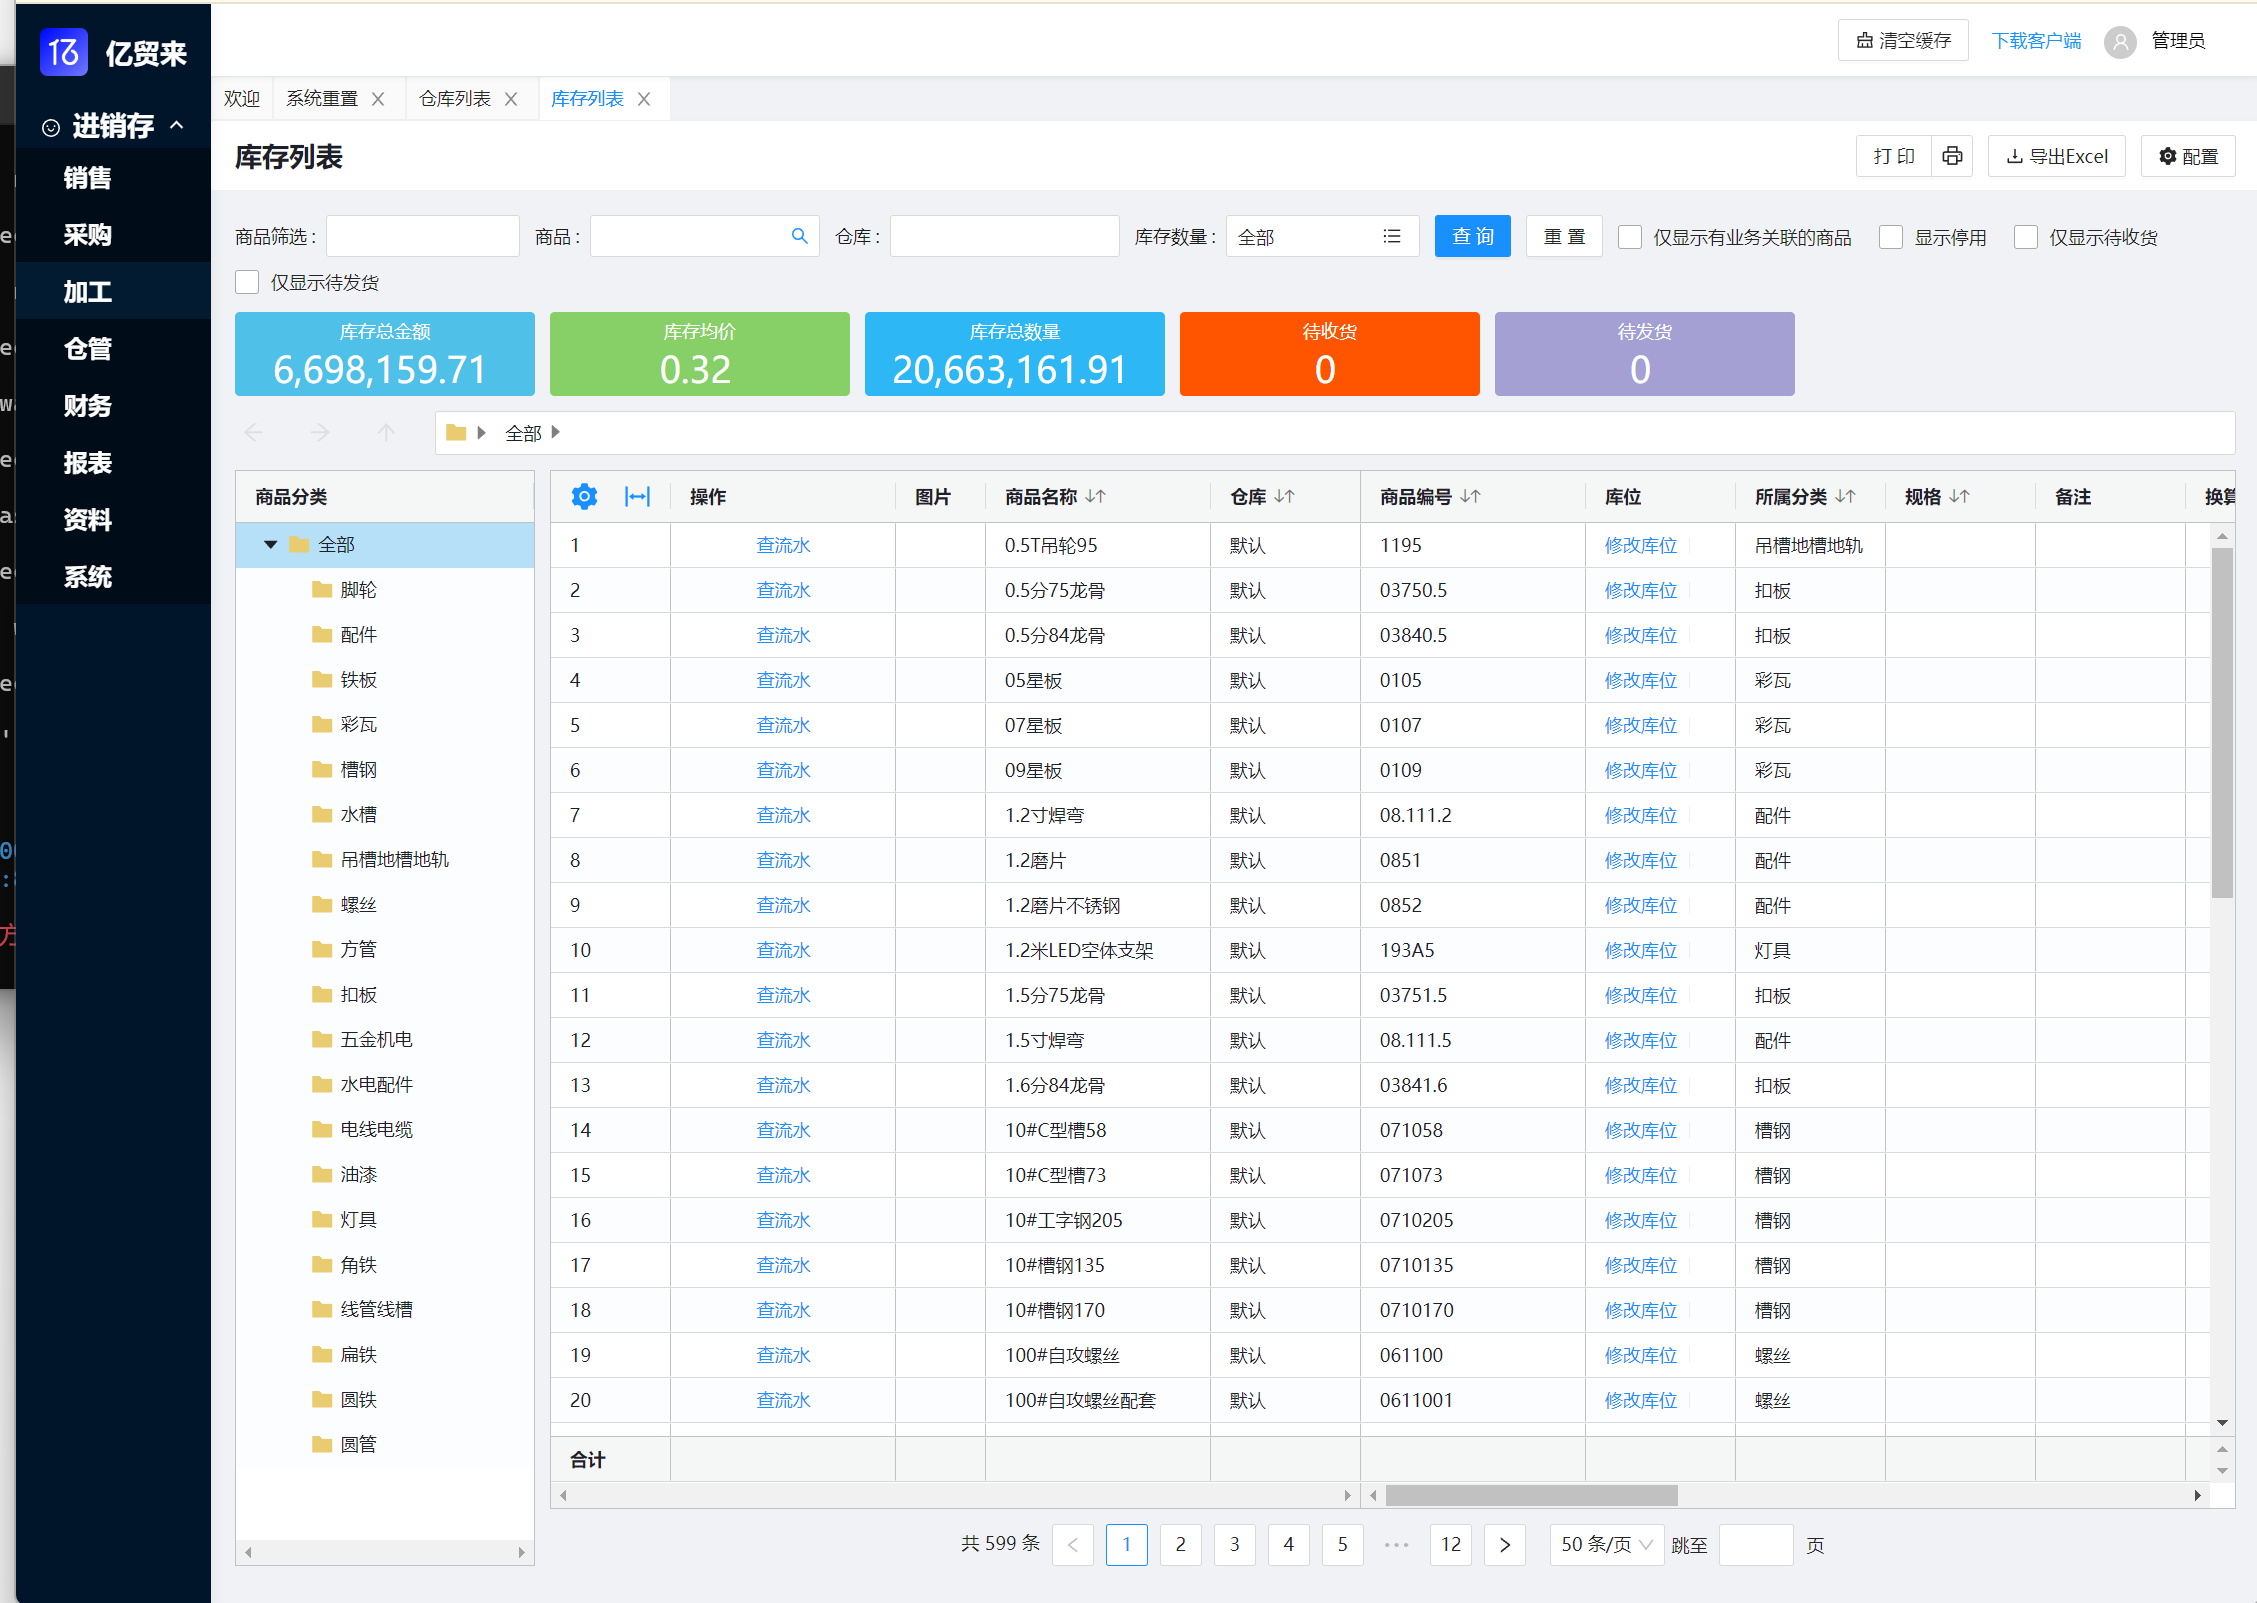 亿贸来
清空缓存 下载客户端 管理员
欢迎 系统重置 仓库列表 库存列表
进销存
销售
采购
加工
仓管
财务
报表
资料
系统
库存列表 打 印 导出Excel 配置
商品筛选 : 商品 : 仓库 : 库存数量 : 全部 查 询 重 置 仅显示有业务关联的商品 显示停用 仅显示待收货
仅显示待发货
库存总金额 库存均价 库存总数量 待收货 待发货
6,698,159.71 0.32 20,663,161.91 0 0
全部
商品分类
全部
脚轮
配件
铁板
彩瓦
槽钢
水槽
吊槽地槽地轨
螺丝
方管
扣板
五金机电
水电配件
电线电缆
油漆
灯具
角铁
线管线槽
扁铁
圆铁
圆管
操作 图片 商品名称 仓库 商品编号 库位 所属分类 规格 备注 换算
1 查流水 0.5T吊轮95 默认 1195 修改库位 吊槽地槽地轨
2 查流水 0.5分75龙骨 默认 03750.5 修改库位 扣板
3 查流水 0.5分84龙骨 默认 03840.5 修改库位 扣板
4 查流水 05星板 默认 0105 修改库位 彩瓦
5 查流水 07星板 默认 0107 修改库位 彩瓦
6 查流水 09星板 默认 0109 修改库位 彩瓦
7 查流水 1.2寸焊弯 默认 08.111.2 修改库位 配件
8 查流水 1.2磨片 默认 0851 修改库位 配件
9 查流水 1.2磨片不锈钢 默认 0852 修改库位 配件
10 查流水 1.2米LED空体支架 默认 193A5 修改库位 灯具
11 查流水 1.5分75龙骨 默认 03751.5 修改库位 扣板
12 查流水 1.5寸焊弯 默认 08.111.5 修改库位 配件
13 查流水 1.6分84龙骨 默认 03841.6 修改库位 扣板
14 查流水 10#C型槽58 默认 071058 修改库位 槽钢
15 查流水 10#C型槽73 默认 071073 修改库位 槽钢
16 查流水 10#工字钢205 默认 0710205 修改库位 槽钢
17 查流水 10#槽钢135 默认 0710135 修改库位 槽钢
18 查流水 10#槽钢170 默认 0710170 修改库位 槽钢
19 查流水 100#自攻螺丝 默认 061100 修改库位 螺丝
20 查流水 100#自攻螺丝配套 默认 0611001 修改库位 螺丝
合计
共 599 条 1 2 3 4 5 ••• 12 50 条/页 跳至 页